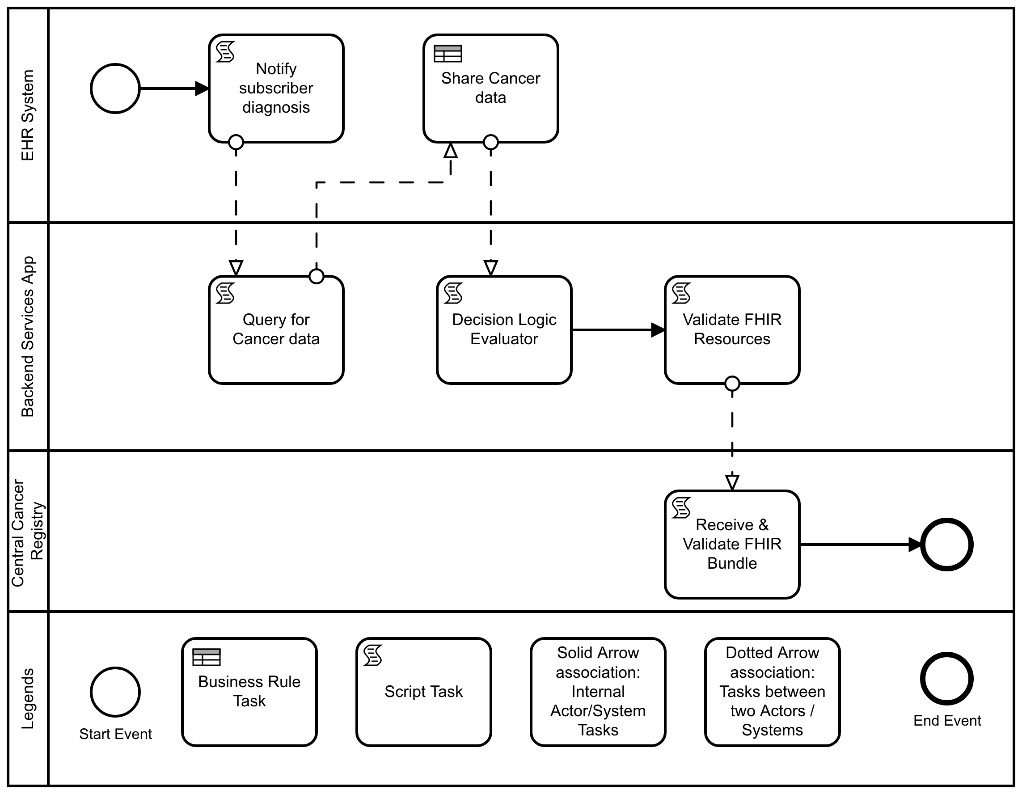 EHR System
Notify
subscriber
diagnosis
Share Cancer
data
Backend Services App
Query for
Cancer data
Decision Logic
Evaluator
Validate FHIR
Resources
Central Cancer
Registry
Receive &
Validate FHIR
Bundle
Legends
Start Event
Business Rule
Task
Script Task
Solid Arrow
association:
Internal
Actor/System
Tasks
Dotted Arrow
association:
Tasks between
two Actors /
Systems
End Event